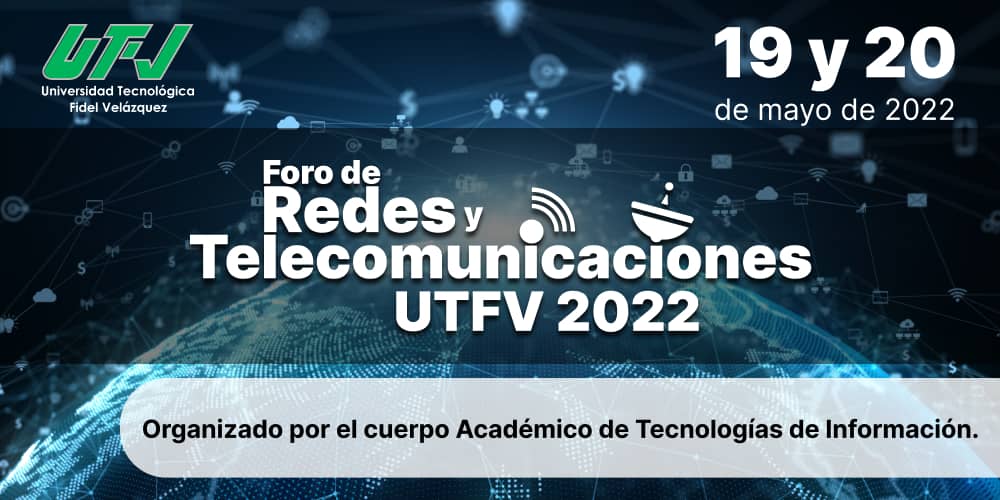 UTFV
Universidad Tecnológica
Fidel Velázquez
19 y 20
de mayo de 2022
Foro de
Redes y
Telecomunicaciones
UTFV 2022
Organizado por el cuerpo Académico de Tecnologías de Información.